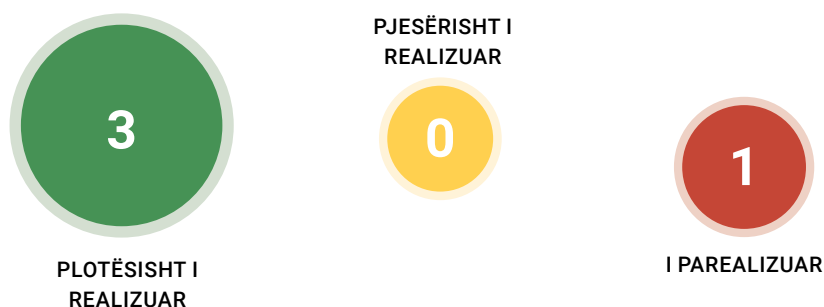 3
PLOTËSISHT I
REALIZUAR
PJESËRISHT I
REALIZUAR
0
1
I PAREALIZUAR